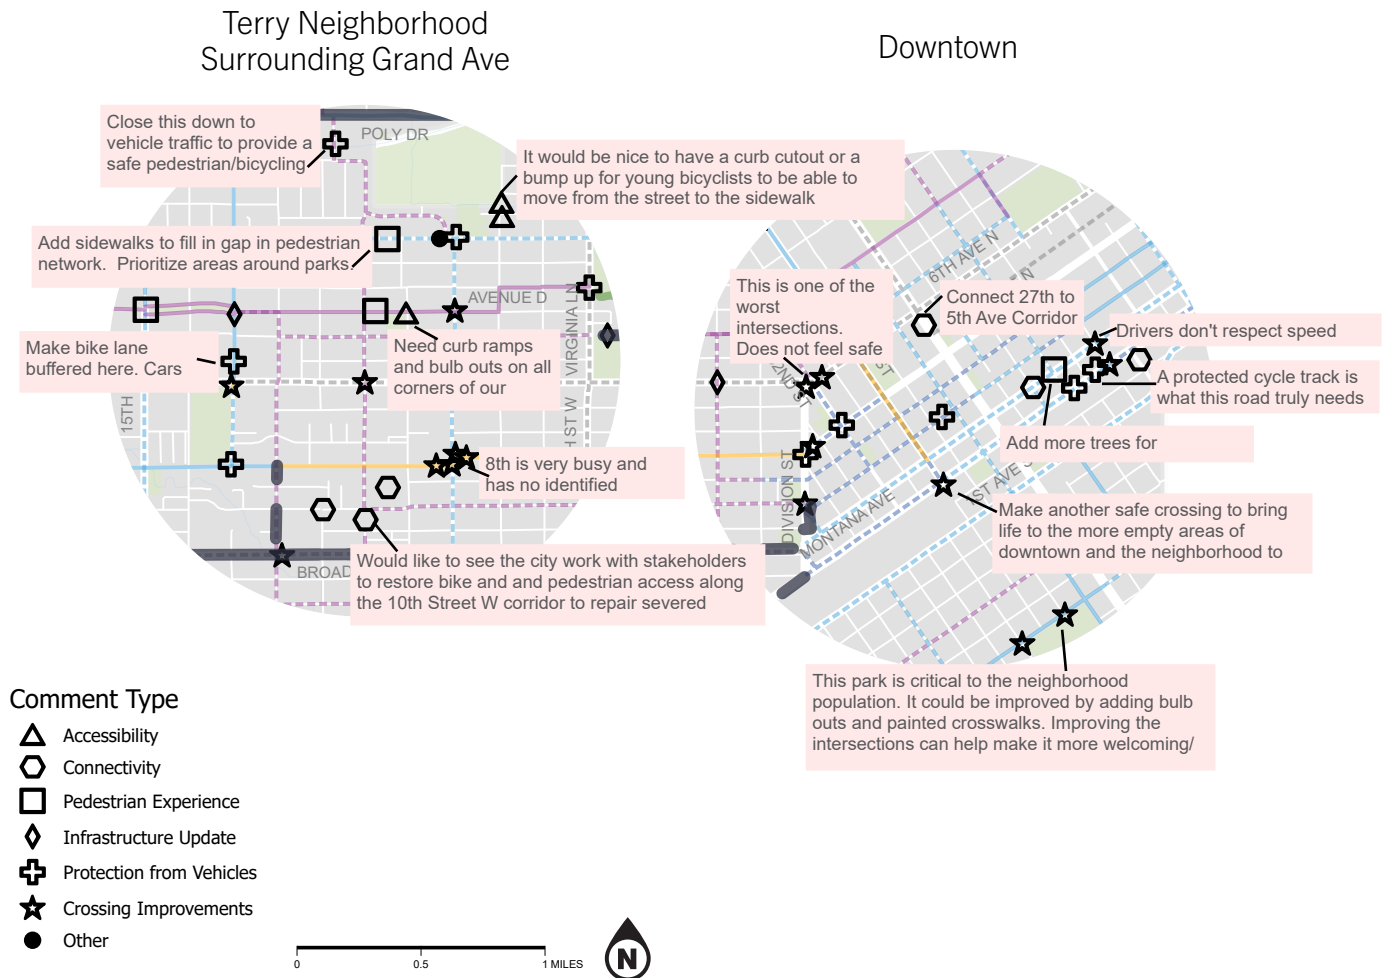 Terry Neighborhood
Surrounding Grand Ave
Downtown
Close this down to
vehicle traffic to provide a
safe pedestrian/bicycling
POLY DR
It would be nice to have a curb cutout or a
bump up for young bicyclists to be able to
move from the street to the sidewalk
Add sidewalks to fill in gap in pedestrian
network. Prioritize areas around parks.
AVENUE D
VIRGINIA LN
Make bike lane
buffered here. Cars
Need curb ramps
and bulb outs on all
corners of our
15TH
H ST W
8th is very busy and
has no identified
BROAD
Would like to see the city work with stakeholders
to restore bike and and pedestrian access along
the 10th Street W corridor to repair severed
6TH AVE N
N
This is one of the
worst
intersections.
Does not feel safe
Connect 27th to
5th Ave Corridor
Drivers don't respect speed
2ND ST
ST
A protected cycle track is
what this road truly needs
Add more trees for
DIVISION ST
MONTANA AVE
1ST AVE S
Make another safe crossing to bring
life to the more empty areas of
downtown and the neighborhood to
This park is critical to the neighborhood
population. It could be improved by adding bulb
outs and painted crosswalks. Improving the
intersections can help make it more welcoming/
Comment Type
Accessibility
Connectivity
Pedestrian Experience
Infrastructure Update
Protection from Vehicles
Crossing Improvements
Other
0 0.5 1 MILES
N